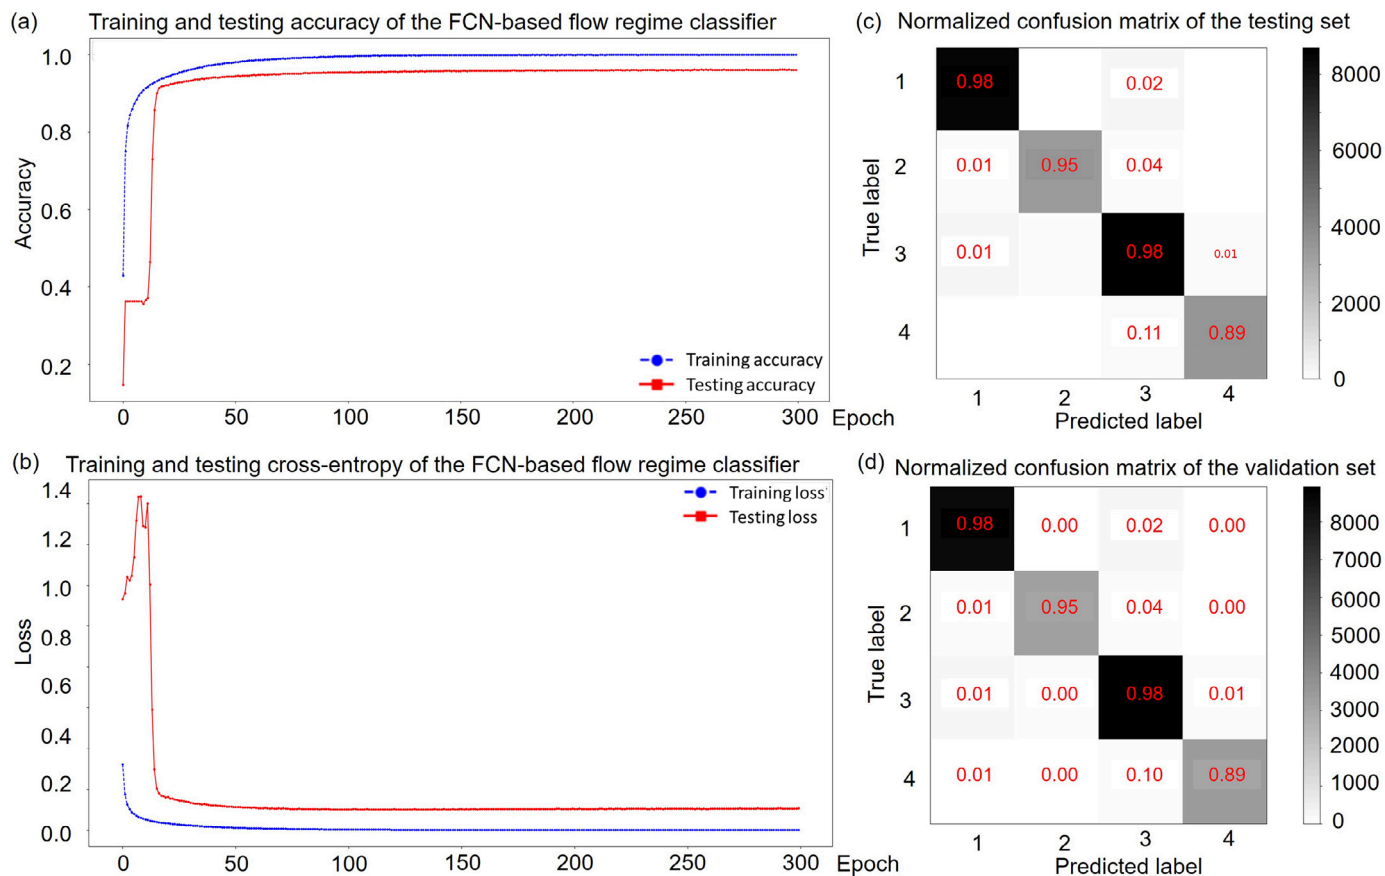 (a) Training and testing accuracy of the FCN-based flow regime classifier
1.0
0.8
0.6
0.4
0.2
Accuracy
Training accuracy
Testing accuracy
0 50 100 150 200 250 300 Epoch
(b) Training and testing cross-entropy of the FCN-based flow regime classifier
1.4
1.2
1.0
0.8
0.6
0.4
0.2
0.0
Loss
Training loss
Testing loss
0 50 100 150 200 250 300 Epoch
(c) Normalized confusion matrix of the testing set
True label
1 0.98 0.02
2 0.01 0.95 0.04
3 0.01 0.98 0.01
4 0.11 0.89
1 2 3 4
Predicted label
8000
6000
4000
2000
0
(d) Normalized confusion matrix of the validation set
True label
1 0.98 0.00 0.02 0.00
2 0.01 0.95 0.04 0.00
3 0.01 0.00 0.98 0.01
4 0.01 0.00 0.10 0.89
1 2 3 4
Predicted label
8000
7000
6000
5000
4000
3000
2000
1000
0